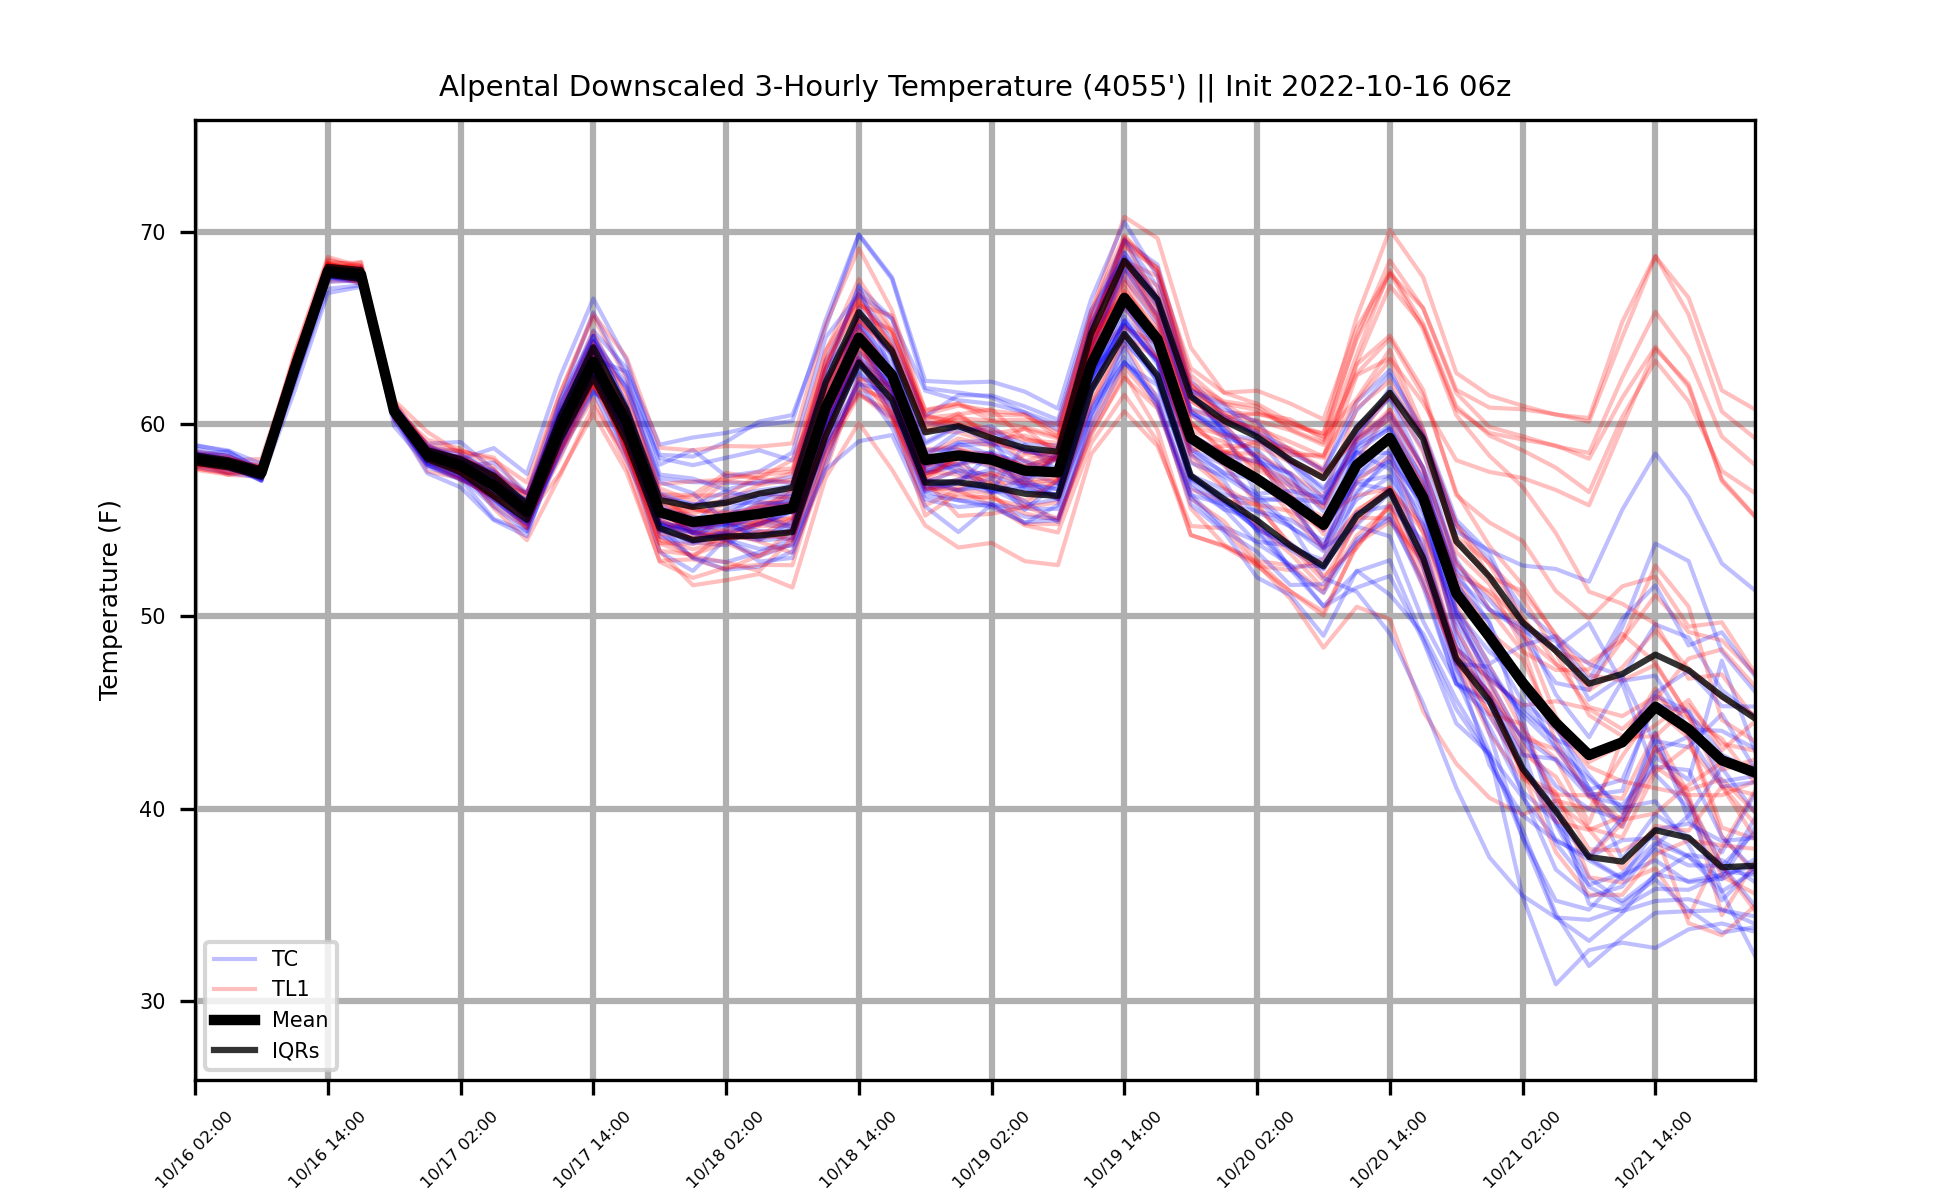 Alpental Downscaled 3-Hourly Temperature (4055') || Init 2022-10-16 06z
Temperature (F)
70
60
50
40
30
TC
TL1
Mean
IQRs
10/16 02:00
10/16 14:00
10/17 02:00
10/17 14:00
10/18 02:00
10/18 14:00
10/19 02:00
10/19 14:00
10/20 02:00
10/20 14:00
10/21 02:00
10/21 14:00